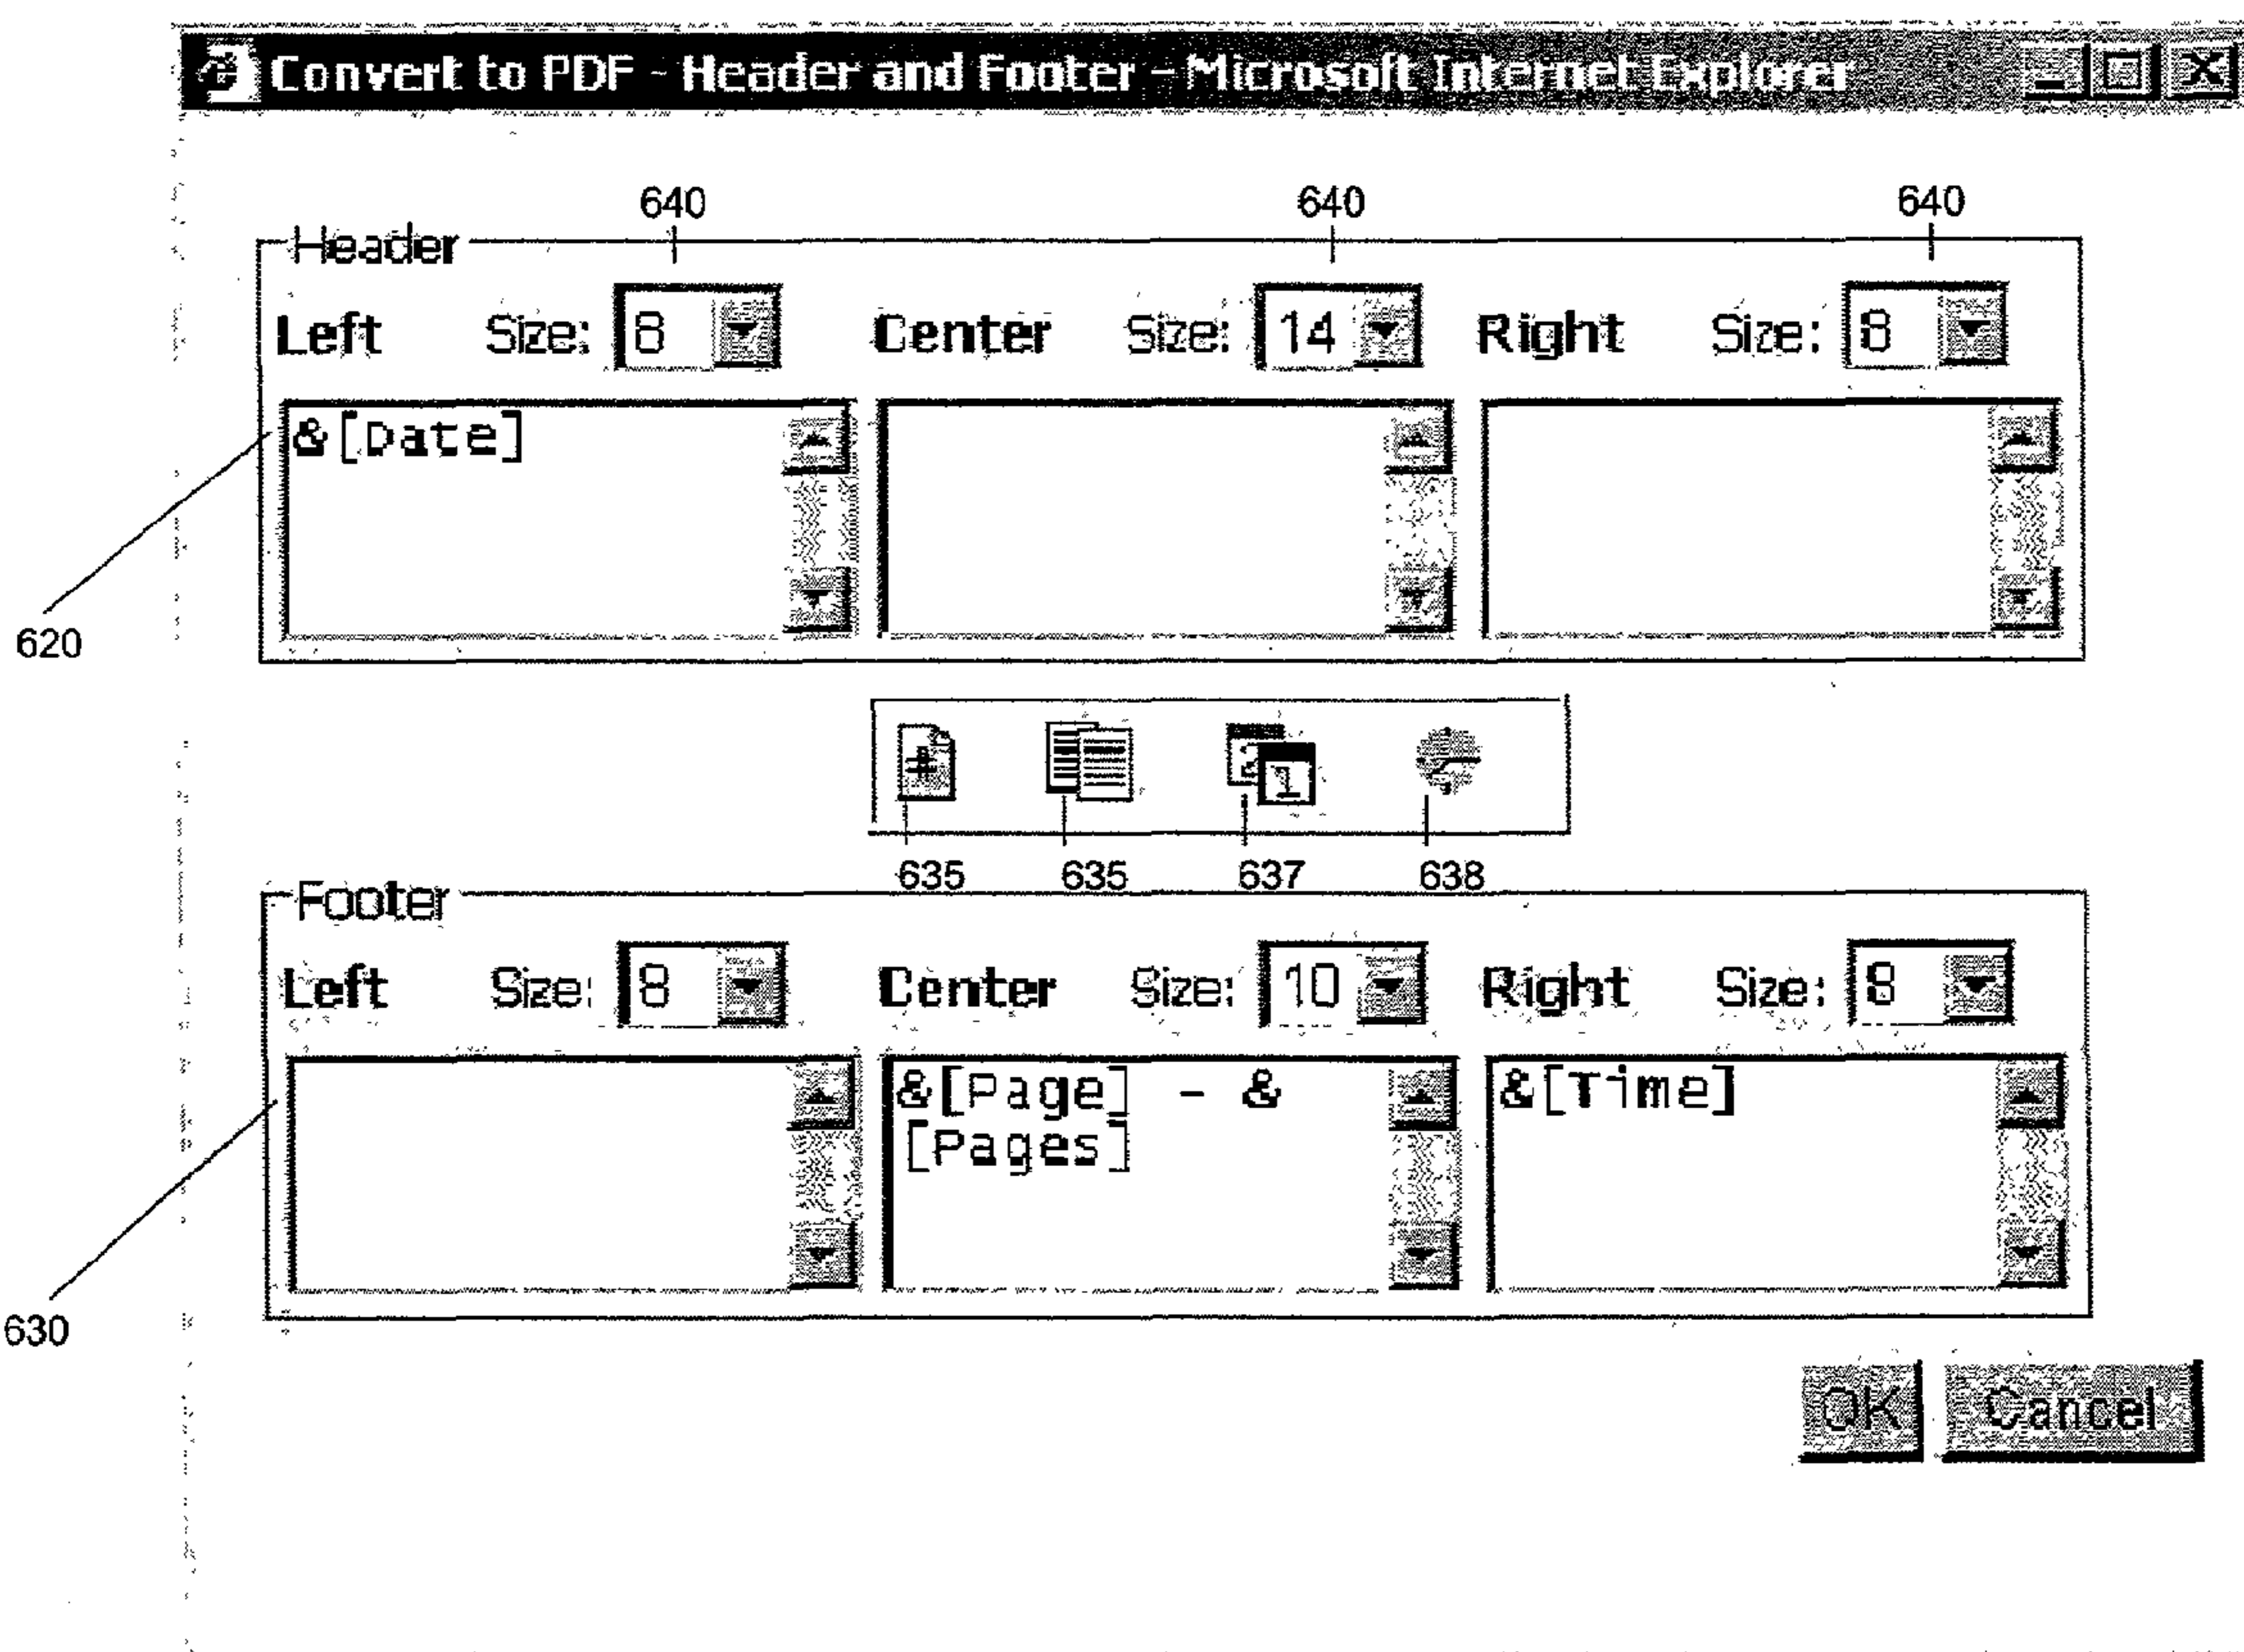 Convert to PDF - Header and Footer - Microsoft Internet Explorer
640 640 640
Header
Left Size: 8 Center Size: 14 Right Size: 8
&[Date]
620
635 635 637 638
Footer
Left Size: 8 Center Size: 10 Right Size: 8
&[Page] - & &[Time]
[Pages]
630
OK Cancel